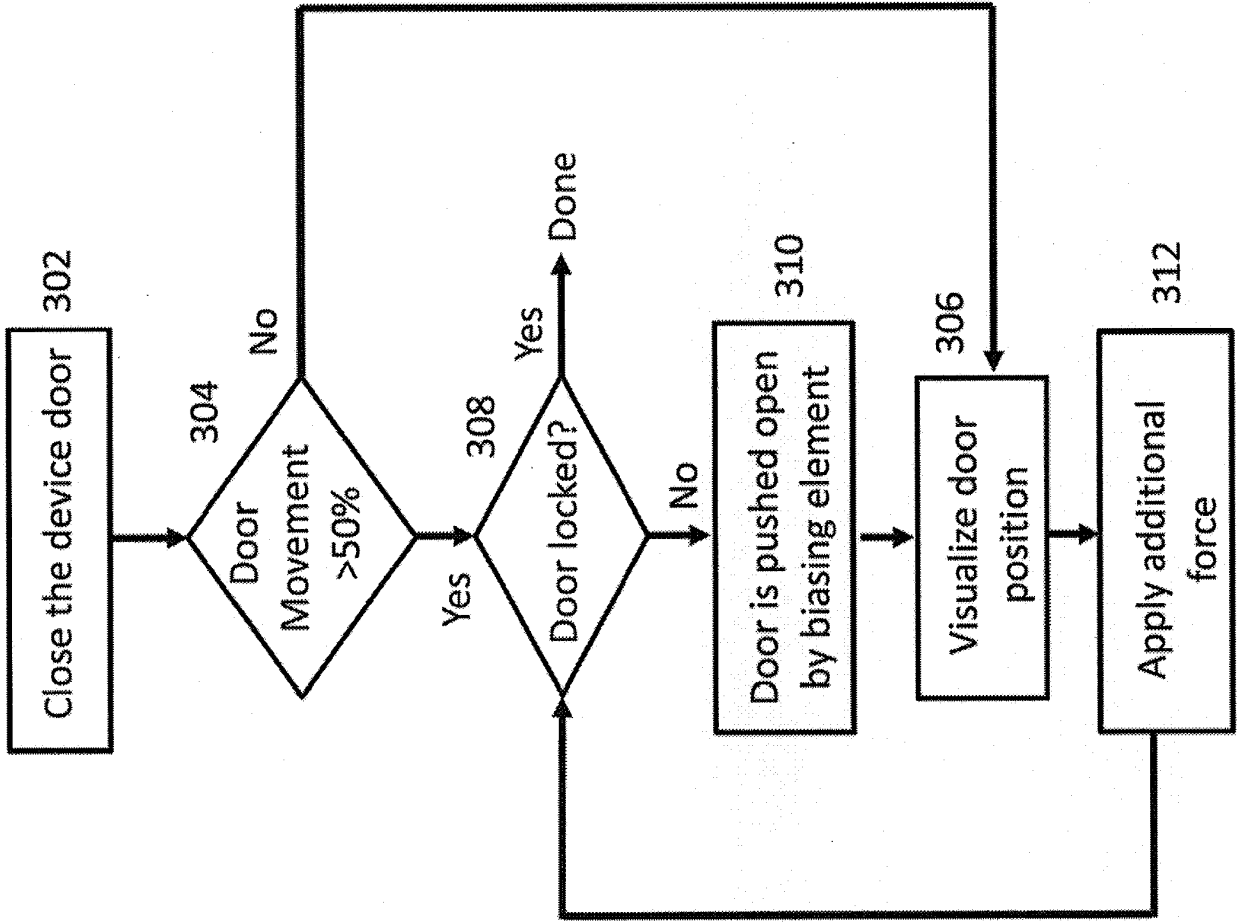 Close the device door
302
Door
Movement
>50%
304
No
Yes
Door locked?
308
Yes
Done
No
Door is pushed open
by biasing element
310
Visualize door
position
306
Apply additional
force
312